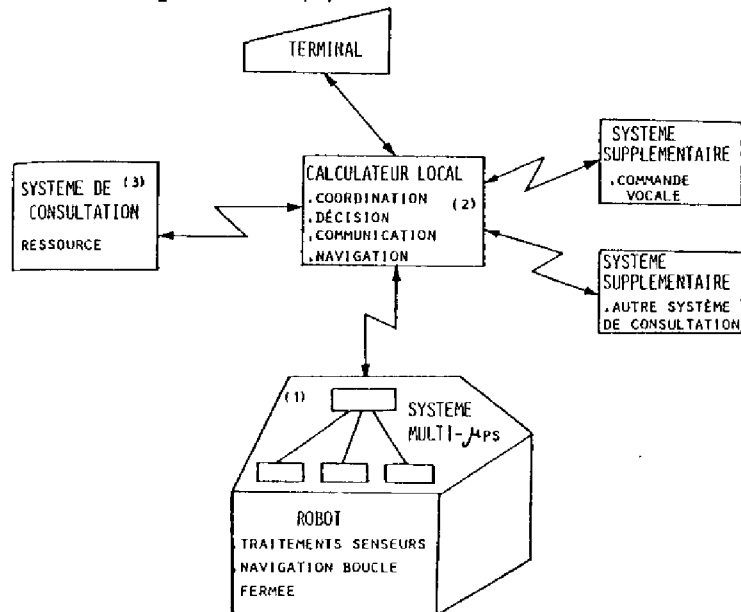 TERMINAL
SYSTEME DE (3)
CONSULTATION
RESSOURCE
CALCULATEUR LOCAL
.COORDINATION
.DÉCISION (2)
.COMMUNICATION
.NAVIGATION
SYSTEME
SUPPLEMENTAIRE
.COMMANDE
VOCALE
SYSTEME
SUPPLEMENTAIRE
.AUTRE SYSTÈME
DE CONSULTATION
(1)
SYSTEME
MULTI-μPS
ROBOT
TRAITEMENTS SENSEURS
NAVIGATION BOUCLE
FERMEE